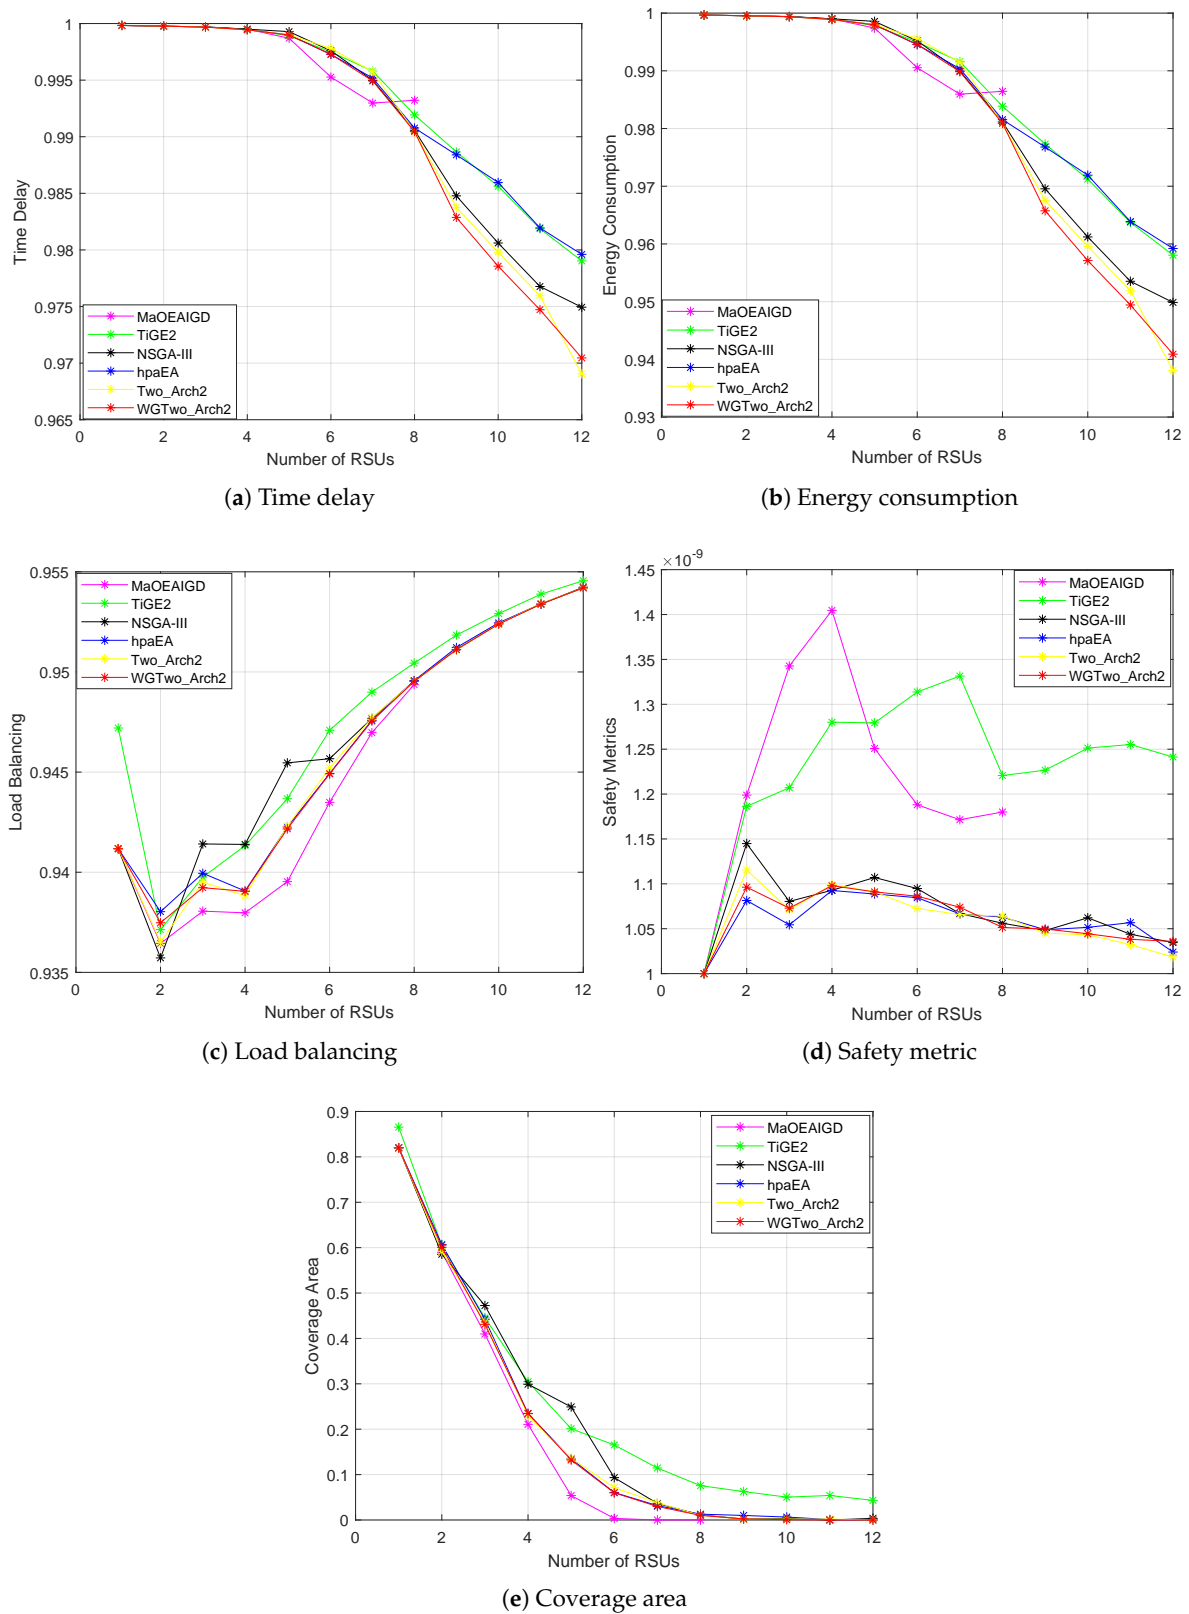 1
0.995
0.99
0.985
0.98
0.975
0.97
0.965
Time Delay
MaOEAIGD
TiGE2
NSGA-III
hpaEA
Two_Arch2
WGTwo_Arch2
0 2 4 6 8 10 12
Number of RSUs
(a) Time delay
1
0.99
0.98
0.97
0.96
0.95
0.94
0.93
Energy Consumption
MaOEAIGD
TiGE2
NSGA-III
hpaEA
Two_Arch2
WGTwo_Arch2
0 2 4 6 8 10 12
Number of RSUs
(b) Energy consumption
0.955
0.95
0.945
0.94
0.935
Load Balancing
MaOEAIGD
TiGE2
NSGA-III
hpaEA
Two_Arch2
WGTwo_Arch2
0 2 4 6 8 10 12
Number of RSUs
(c) Load balancing
×10⁻⁹
1.45
1.4
1.35
1.3
1.25
1.2
1.15
1.1
1.05
1
Safety Metrics
MaOEAIGD
TiGE2
NSGA-III
hpaEA
Two_Arch2
WGTwo_Arch2
0 2 4 6 8 10 12
Number of RSUs
(d) Safety metric
0.9
0.8
0.7
0.6
0.5
0.4
0.3
0.2
0.1
0
Coverage Area
MaOEAIGD
TiGE2
NSGA-III
hpaEA
Two_Arch2
WGTwo_Arch2
0 2 4 6 8 10 12
Number of RSUs
(e) Coverage area